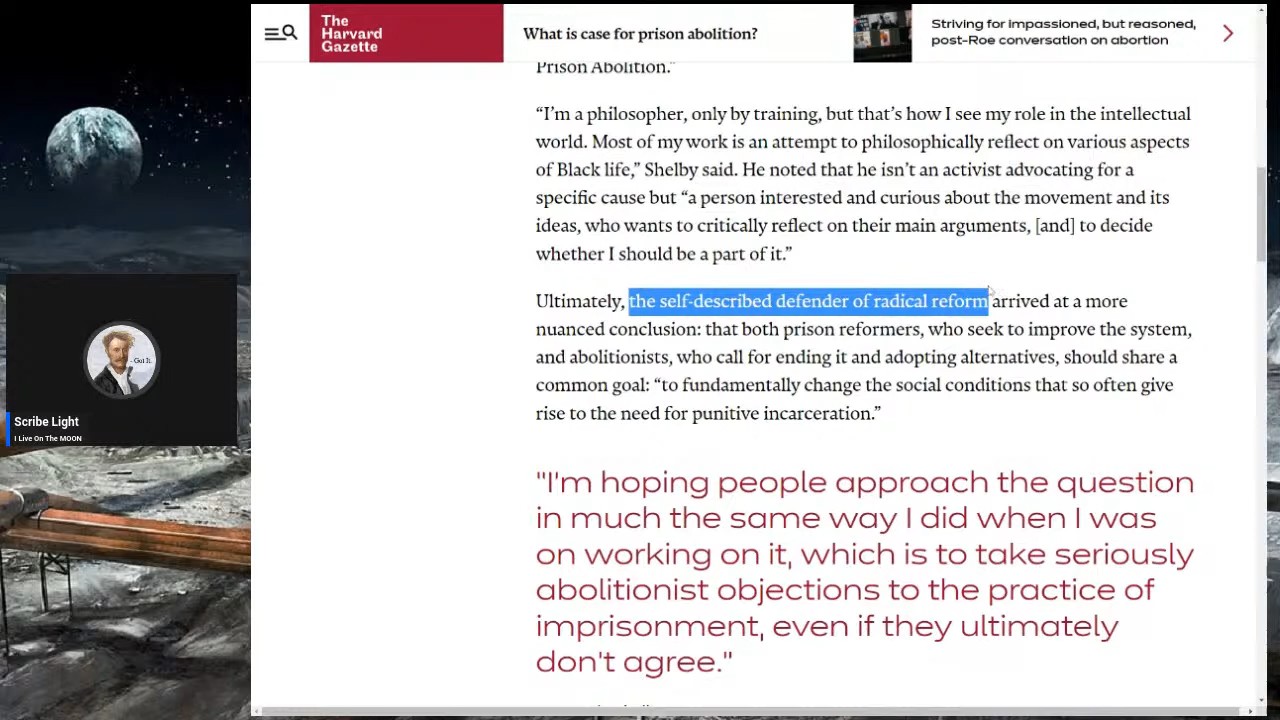 The
Harvard
Gazette
What is case for prison abolition?
Striving for impassioned, but reasoned,
post-Roe conversation on abortion
Prison Abolition.”
“I’m a philosopher, only by training, but that’s how I see my role in the intellectual
world. Most of my work is an attempt to philosophically reflect on various aspects
of Black life,” Shelby said. He noted that he isn’t an activist advocating for a
specific cause but “a person interested and curious about the movement and its
ideas, who wants to critically reflect on their main arguments, [and] to decide
whether I should be a part of it.”
Ultimately, the self-described defender of radical reform arrived at a more
nuanced conclusion: that both prison reformers, who seek to improve the system,
and abolitionists, who call for ending it and adopting alternatives, should share a
common goal: “to fundamentally change the social conditions that so often give
rise to the need for punitive incarceration.”
"I'm hoping people approach the question
in much the same way I did when I was
on working on it, which is to take seriously
abolitionist objections to the practice of
imprisonment, even if they ultimately
don't agree."
- Got It.
Scribe Light
I Live On The MOON